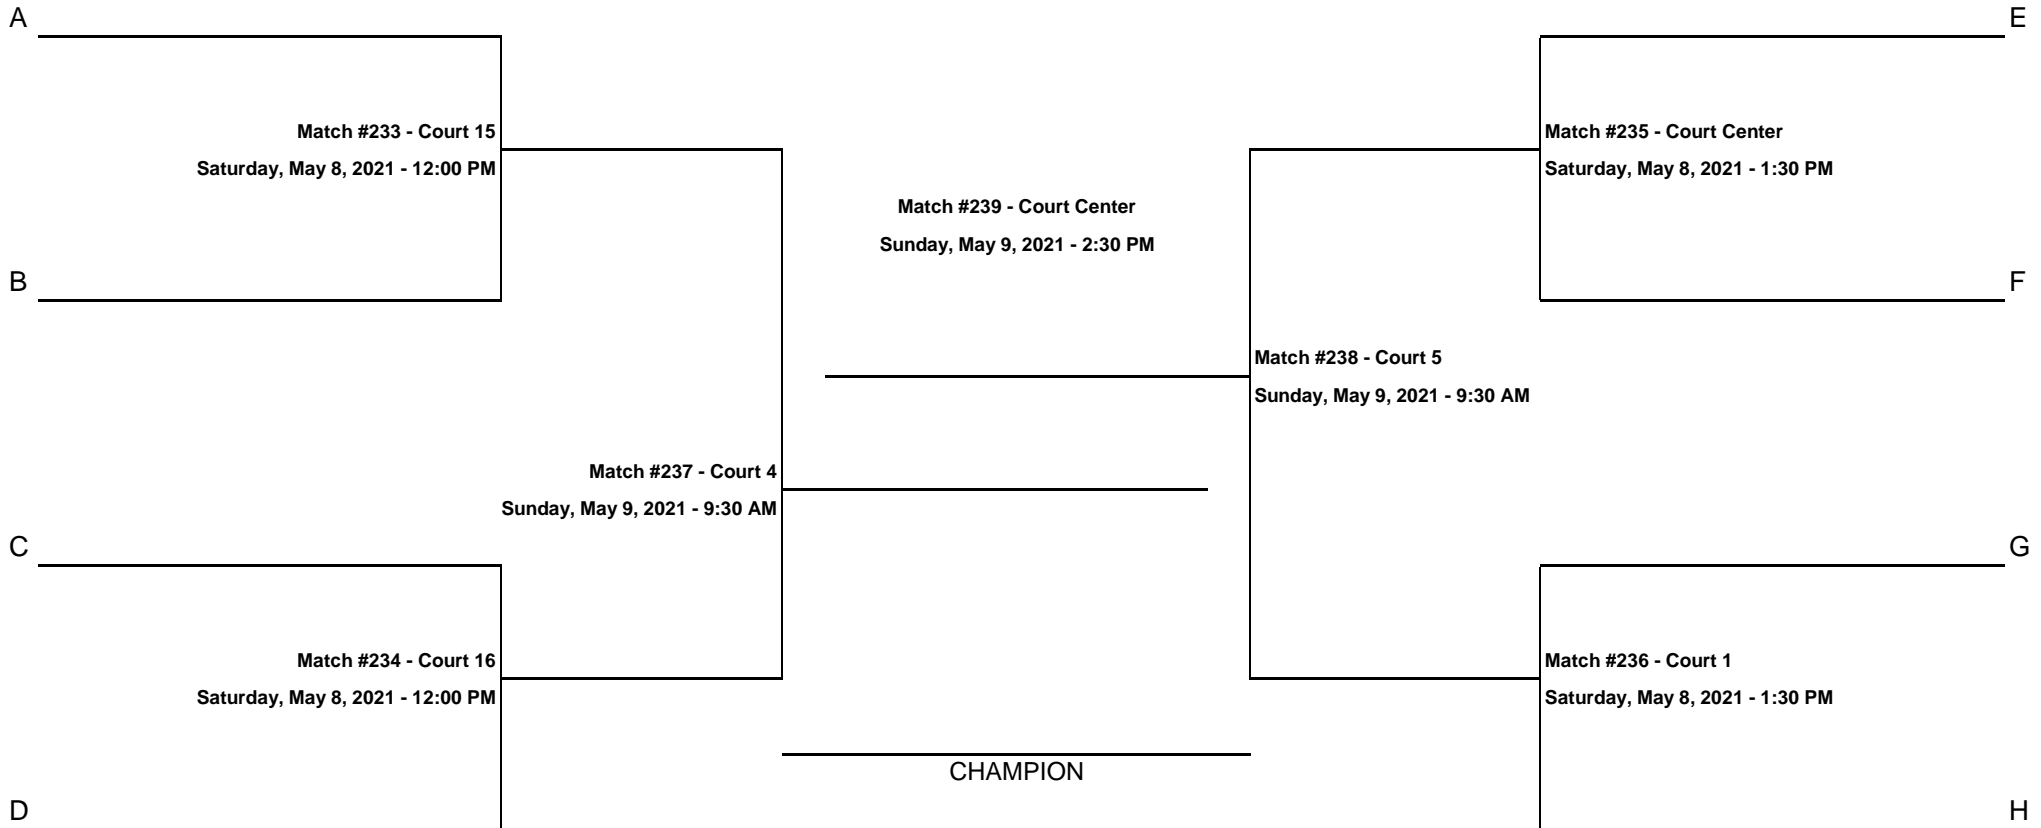 A
E
Match #233 - Court 15
Saturday, May 8, 2021 - 12:00 PM
Match #235 - Court Center
Saturday, May 8, 2021 - 1:30 PM
Match #239 - Court Center
Sunday, May 9, 2021 - 2:30 PM
B
F
Match #238 - Court 5
Sunday, May 9, 2021 - 9:30 AM
Match #237 - Court 4
Sunday, May 9, 2021 - 9:30 AM
C
G
Match #234 - Court 16
Saturday, May 8, 2021 - 12:00 PM
Match #236 - Court 1
Saturday, May 8, 2021 - 1:30 PM
CHAMPION
D
H